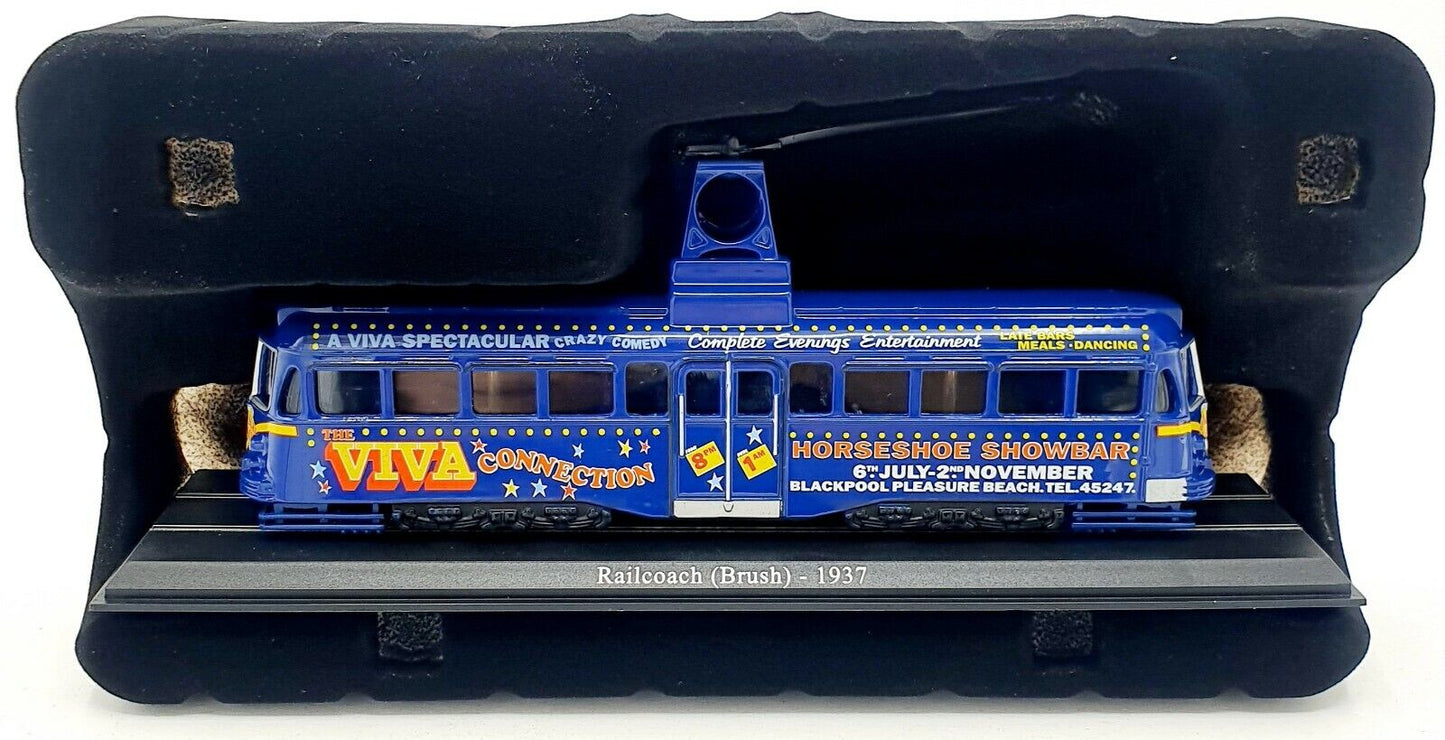 A VIVA SPECTACULAR CRAZY COMEDY
Complete Evenings Entertainment
LATE BARS
MEALS · DANCING
THE
VIVA
CONNECTION
8PM
1AM
HORSESHOE SHOWBAR
6TH JULY-2ND NOVEMBER
BLACKPOOL PLEASURE BEACH. TEL. 45247.
Railcoach (Brush) - 1937